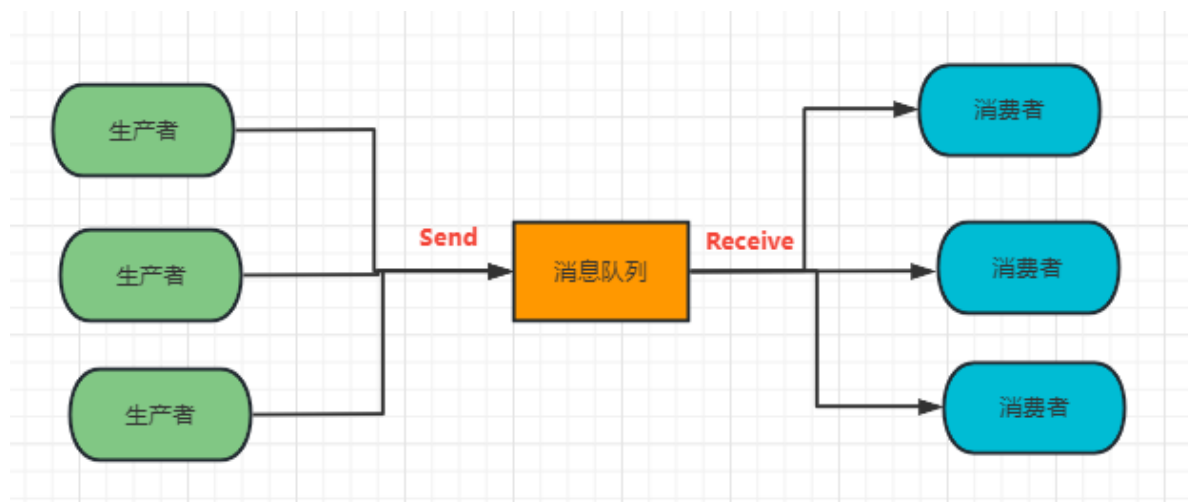 生产者
生产者
生产者
Send
消息队列
Receive
消费者
消费者
消费者